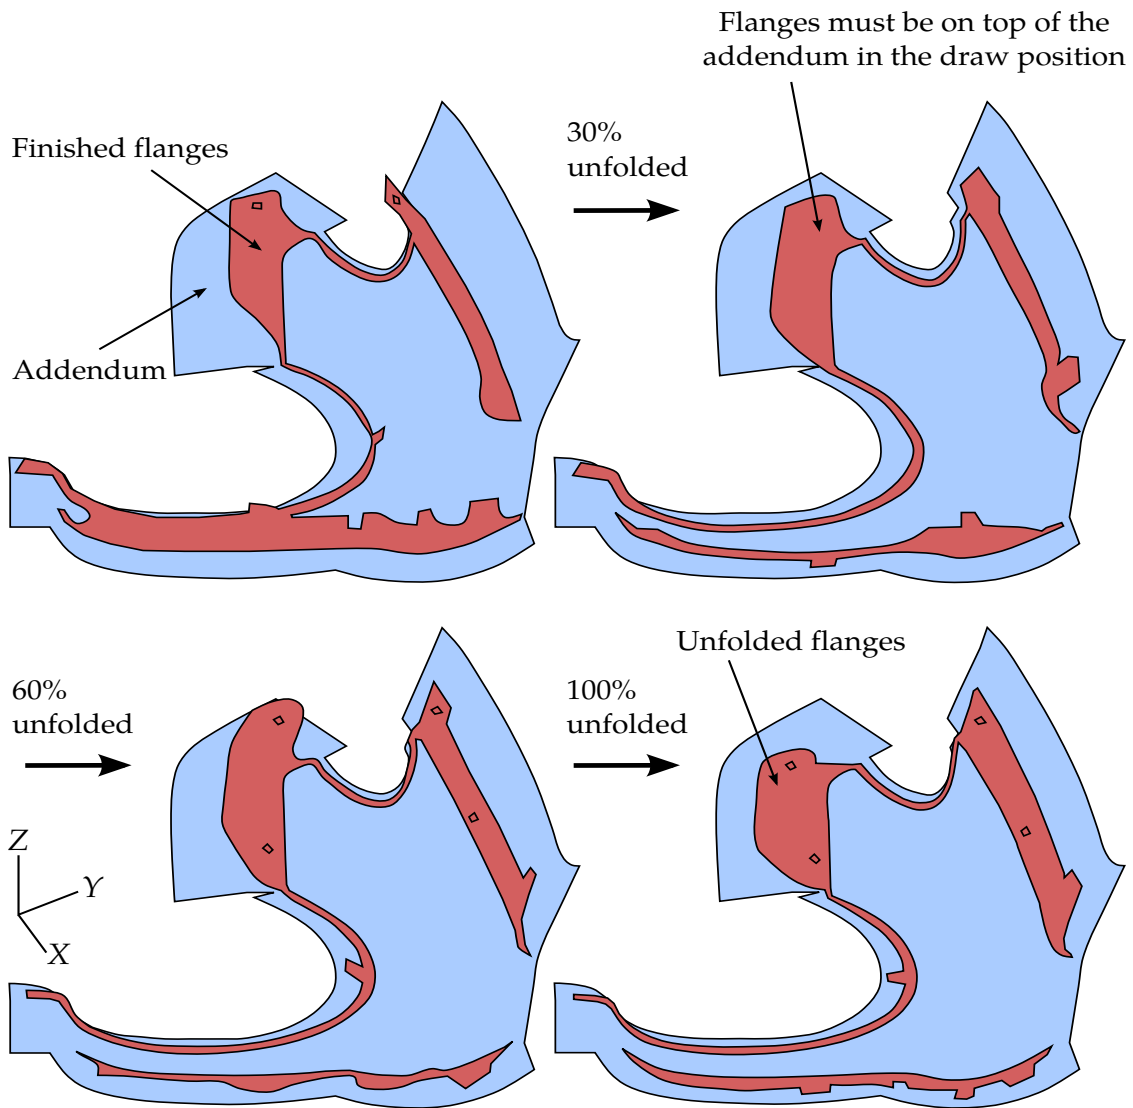 Flanges must be on top of the
addendum in the draw position
Finished flanges
30%
unfolded
Addendum
Unfolded flanges
60%
unfolded
100%
unfolded
Z
Y
X